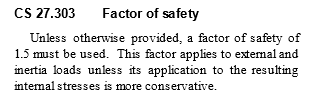 CS 27.303 Factor of safety
Unless otherwise provided, a factor of safety of
1.5 must be used. This factor applies to external and
inertia loads unless its application to the resulting
internal stresses is more conservative.